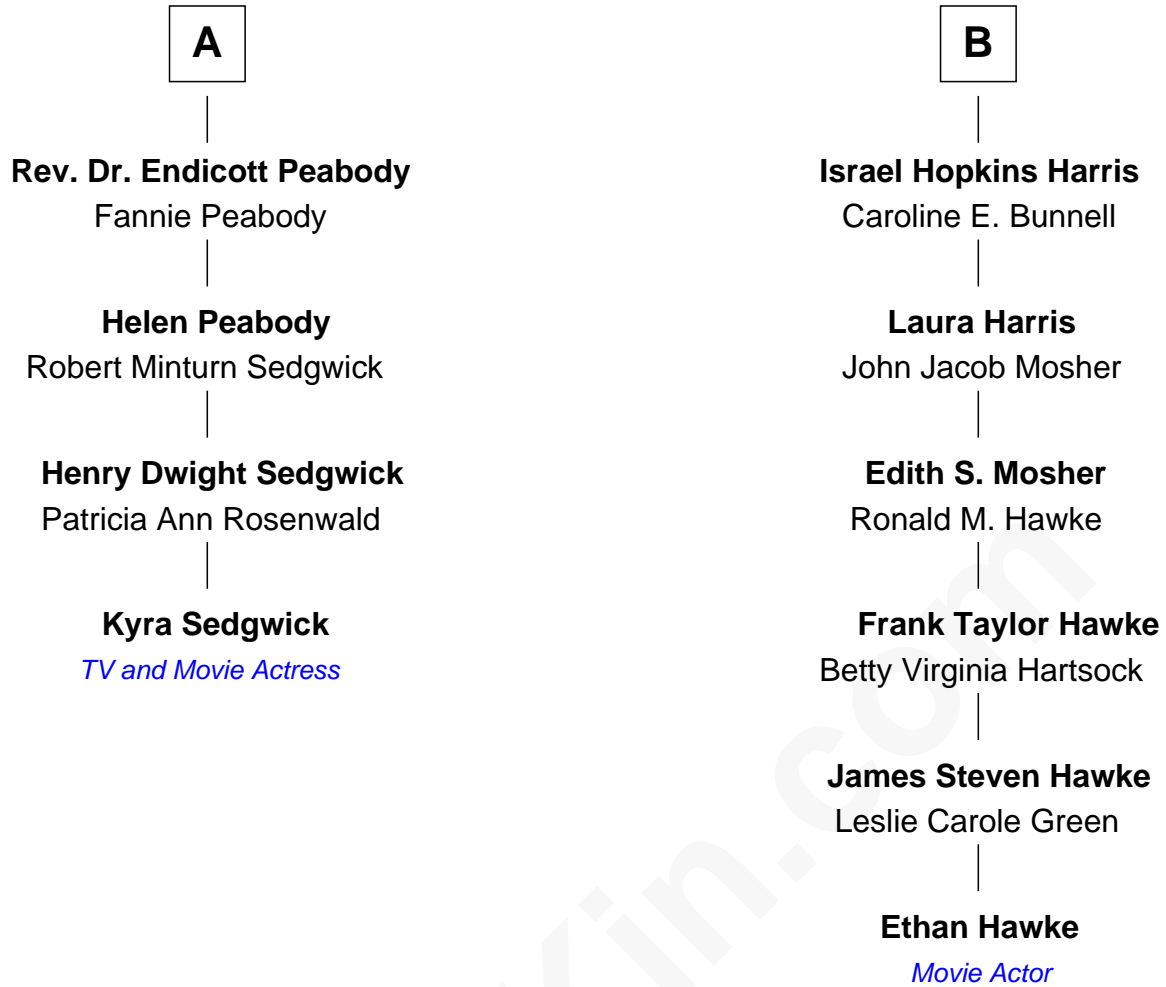 A
Rev. Dr. Endicott Peabody
Fannie Peabody
Helen Peabody
Robert Minturn Sedgwick
Henry Dwight Sedgwick
Patricia Ann Rosenwald
Kyra Sedgwick
TV and Movie Actress
B
Israel Hopkins Harris
Caroline E. Bunnell
Laura Harris
John Jacob Mosher
Edith S. Mosher
Ronald M. Hawke
Frank Taylor Hawke
Betty Virginia Hartsock
James Steven Hawke
Leslie Carole Green
Ethan Hawke
Movie Actor
Kin.com